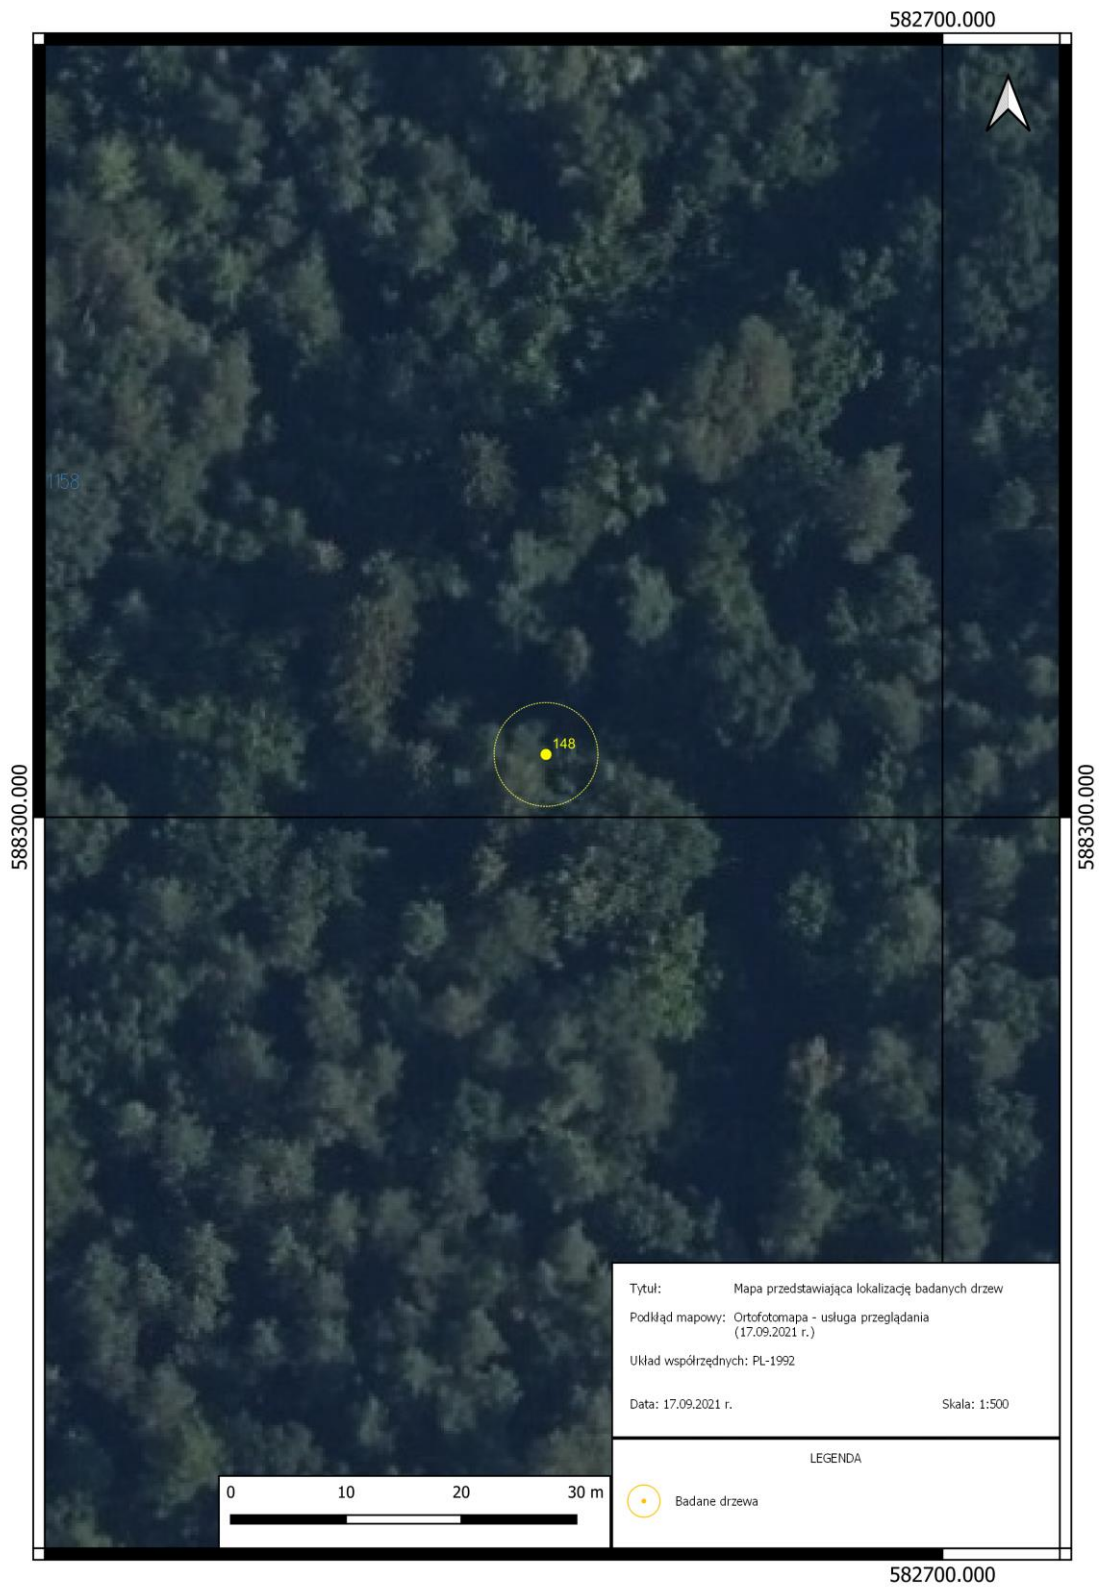 582700.000
1158
148
588300.000
588300.000
Tytuł: Mapa przedstawiająca lokalizację badanych drzew
Podkłąd mapowy: Ortofotomapa - usługa przeglądania
(17.09.2021 r.)
Układ współrzędnych: PL-1992
Data: 17.09.2021 r. Skala: 1:500
LEGENDA
Badane drzewa
0 10 20 30 m
582700.000